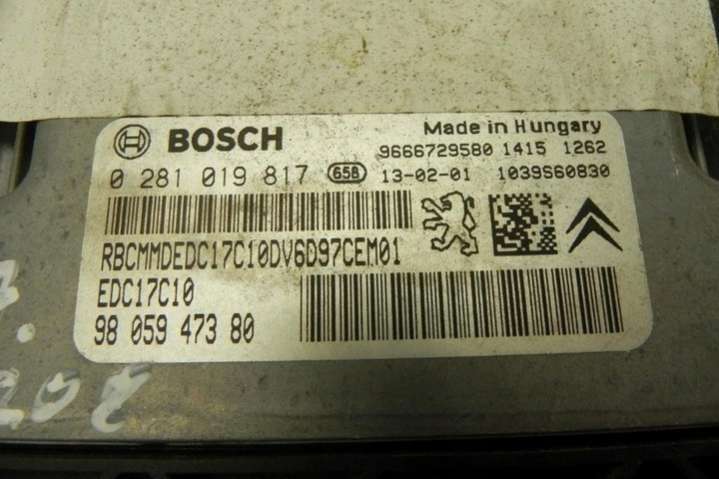 BOSCH Made in Hungary
9666729580 1415 1262
0 281 019 817 658 13-02-01 1039S60830
RBCMMDEDC17C10DV6D97CEM01
EDC17C10
98 059 473 80